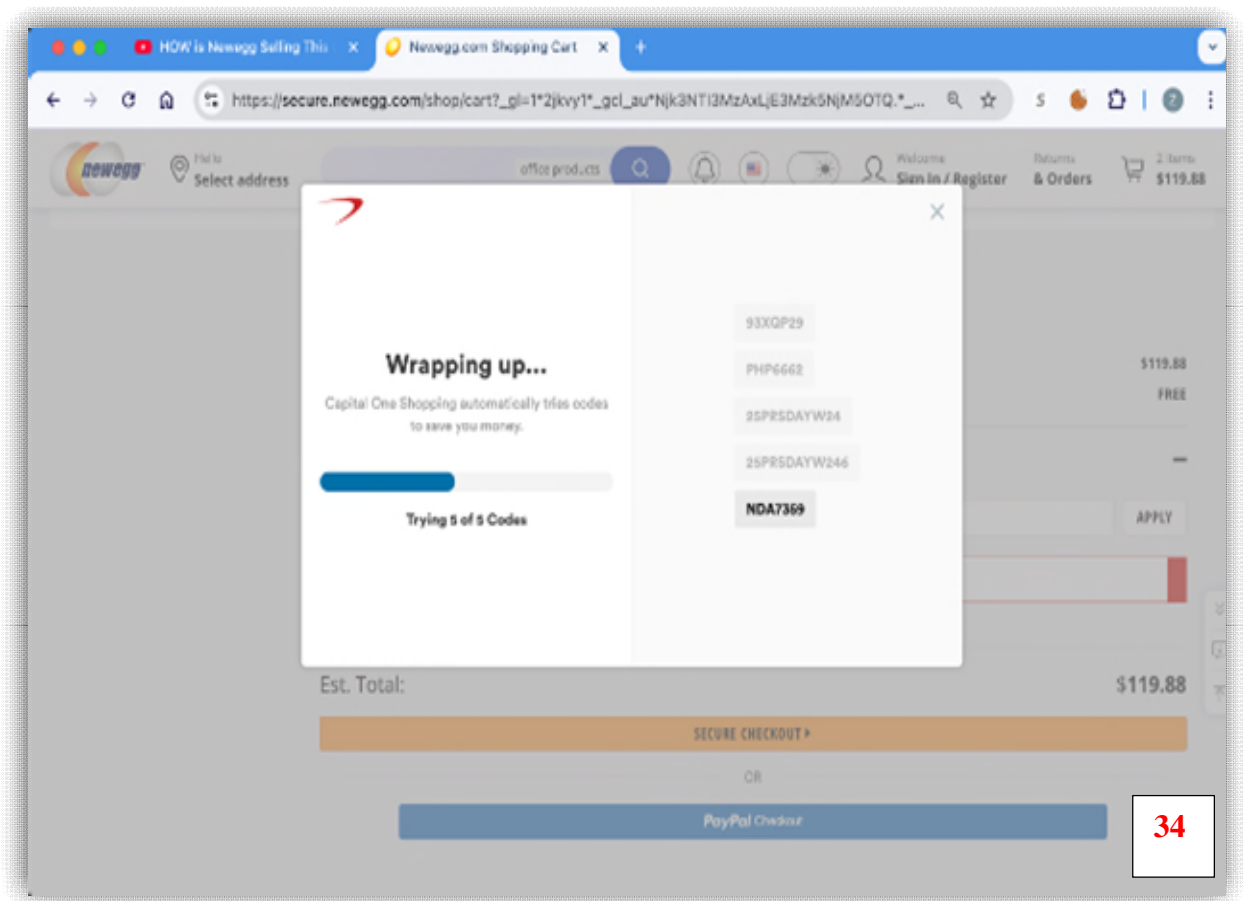 HOW is Newegg Selling This
Newegg.com Shopping Cart
https://secure.newegg.com/shop/cart?_gl=1*2jkvy1*_gcl_au*Njk3NTI3MzAxLjE3Mzk5NjM5OTQ.*_...
S
2
newegg
Hello
Select address
office products
Welcome
Sign In / Register
Returns
& Orders
2 Items
$119.88
93XQP29
Wrapping up...
PHP6662
$119.88
Capital One Shopping automatically tries codes
to save you money.
FREE
25PRSDAYW24
25PRSDAYW246
Trying 5 of 5 Codes
NDA7369
APPLY
Est. Total:
$119.88
SECURE CHECKOUT
OR
PayPal Checkout
34